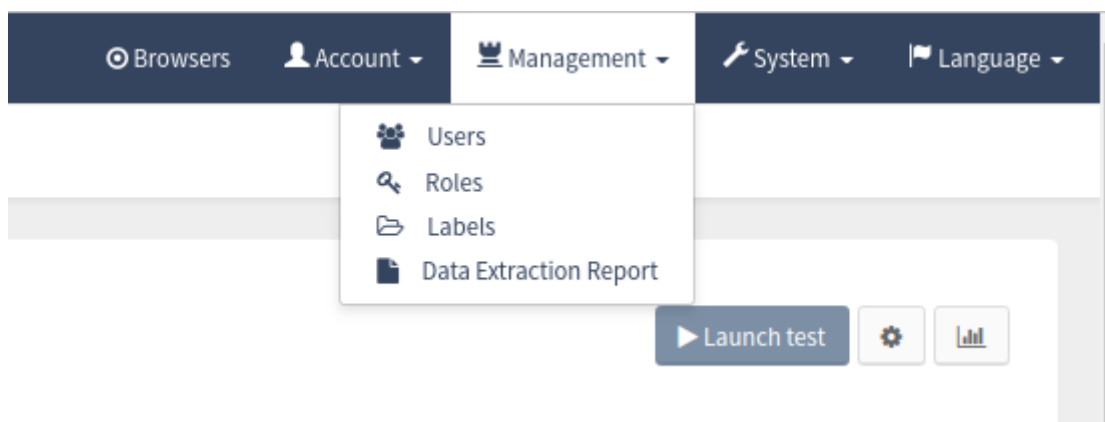 Browsers Account Management System Language
Users
Roles
Labels
Data Extraction Report
Launch test